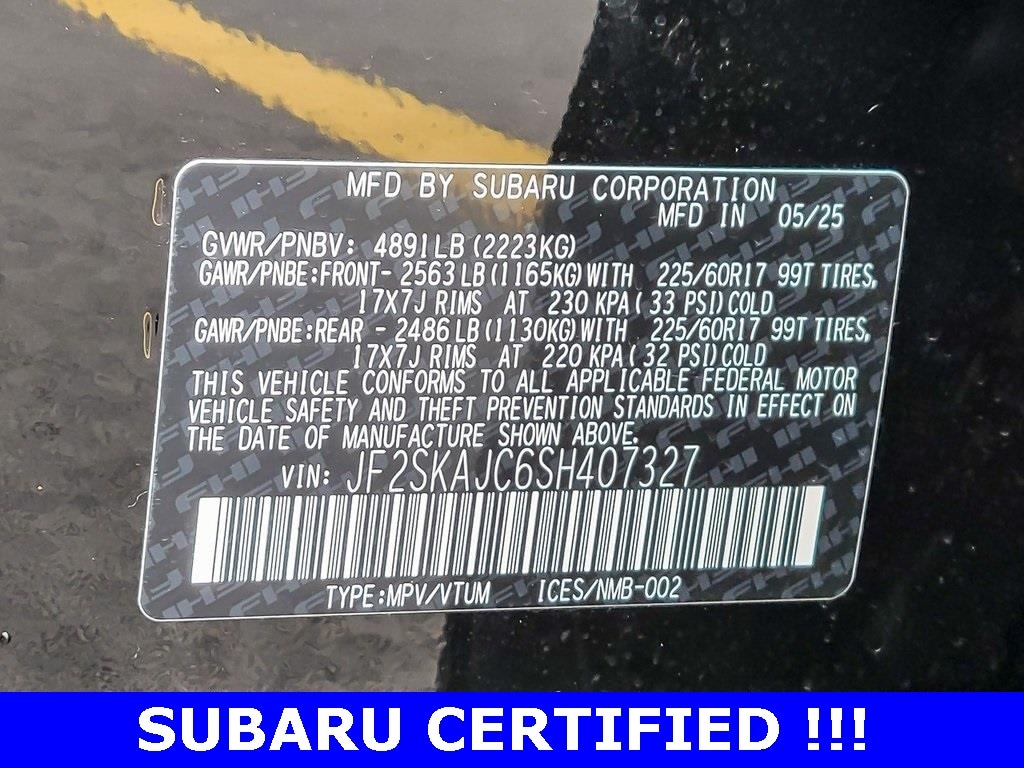 MFD BY SUBARU CORPORATION
MFD IN 05/25
GVWR/PNBV: 4891LB (2223KG)
GAWR/PNBE:FRONT- 2563 LB (1165KG) WITH 225/60R17 99T TIRES,
17X7J RIMS AT 230 KPA ( 33 PSI) COLD
GAWR/PNBE:REAR - 2486 LB (1130KG) WITH 225/60R17 99T TIRES,
17X7J RIMS AT 220 KPA ( 32 PSI) COLD
THIS VEHICLE CONFORMS TO ALL APPLICABLE FEDERAL MOTOR
VEHICLE SAFETY AND THEFT PREVENTION STANDARDS IN EFFECT ON
THE DATE OF MANUFACTURE SHOWN ABOVE.
VIN: JF2SKAJC6SH407327
TYPE:MPV/VTUM ICES/NMB-002
SUBARU CERTIFIED !!!